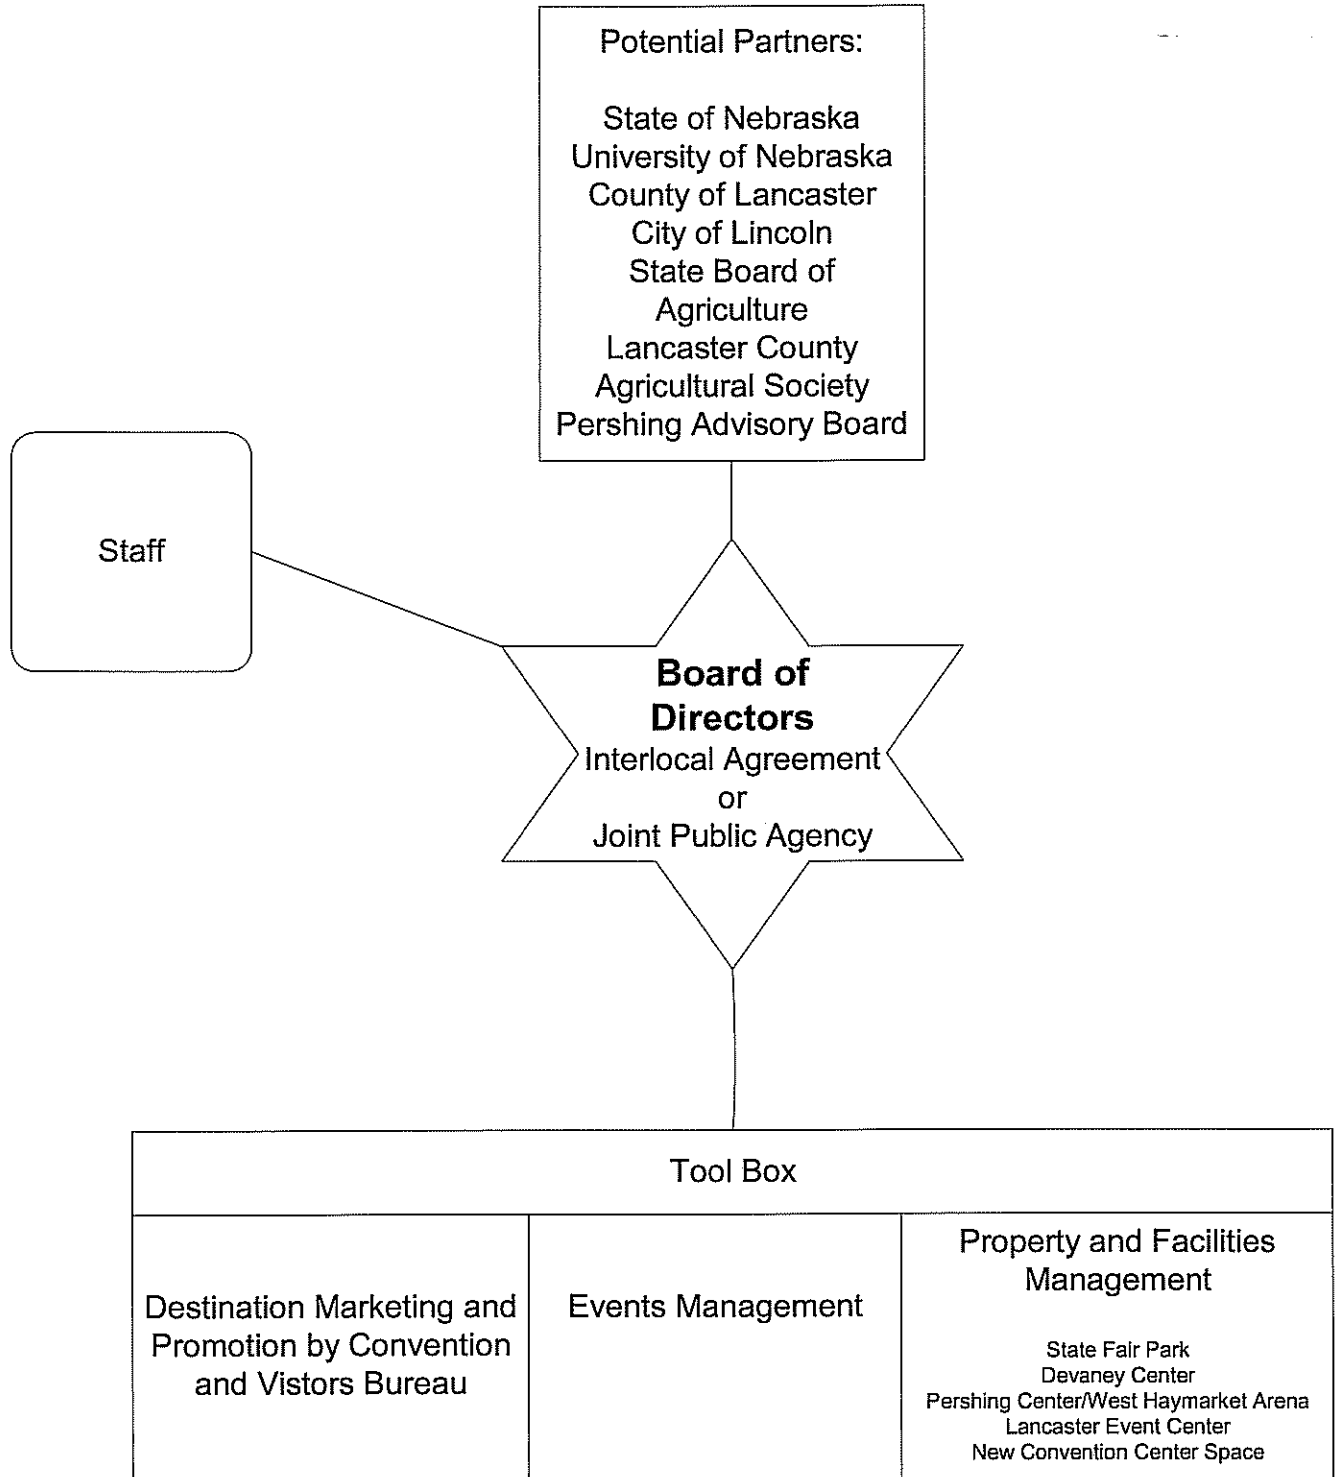 Potential Partners:
State of Nebraska
University of Nebraska
County of Lancaster
City of Lincoln
State Board of
Agriculture
Lancaster County
Agricultural Society
Pershing Advisory Board
Staff
Board of
Directors
Interlocal Agreement
or
Joint Public Agency
Tool Box
Destination Marketing and
Promotion by Convention
and Vistors Bureau
Events Management
Property and Facilities
Management
State Fair Park
Devaney Center
Pershing Center/West Haymarket Arena
Lancaster Event Center
New Convention Center Space